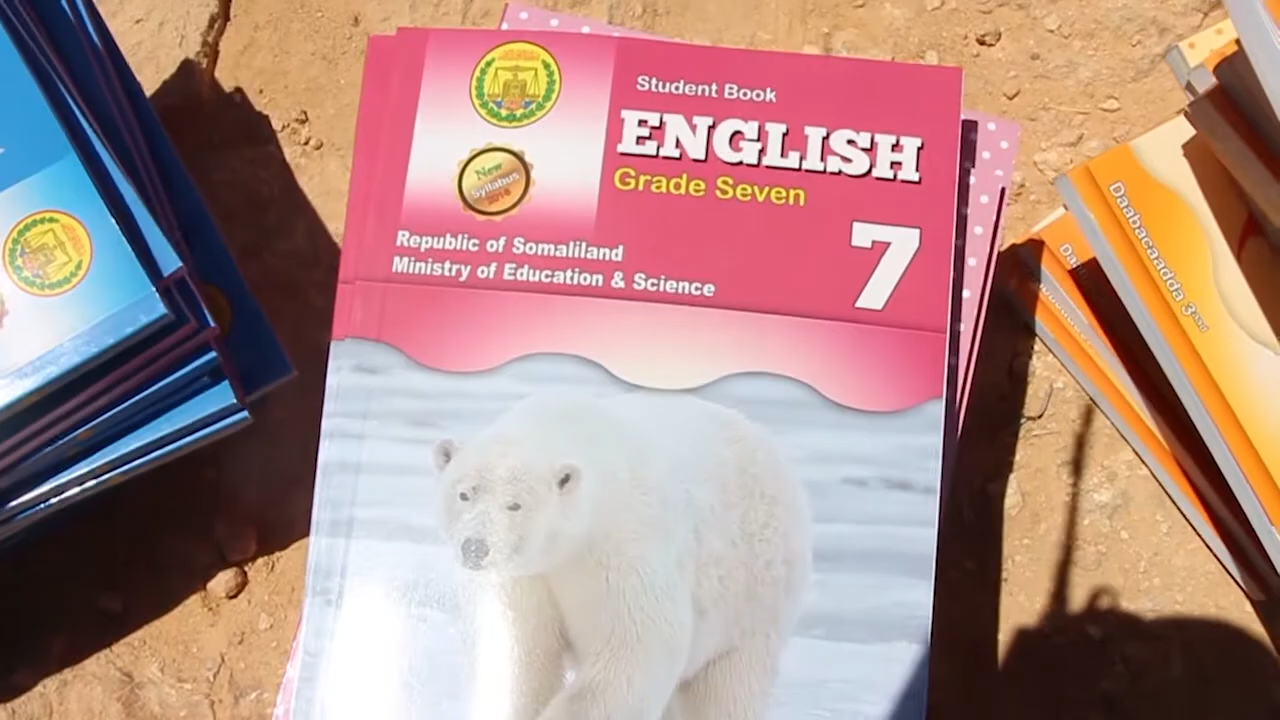 Student Book
ENGLISH
Grade Seven
7
New
Syllabus
2018
Republic of Somaliland
Ministry of Education & Science
Daabacaadda 3aad